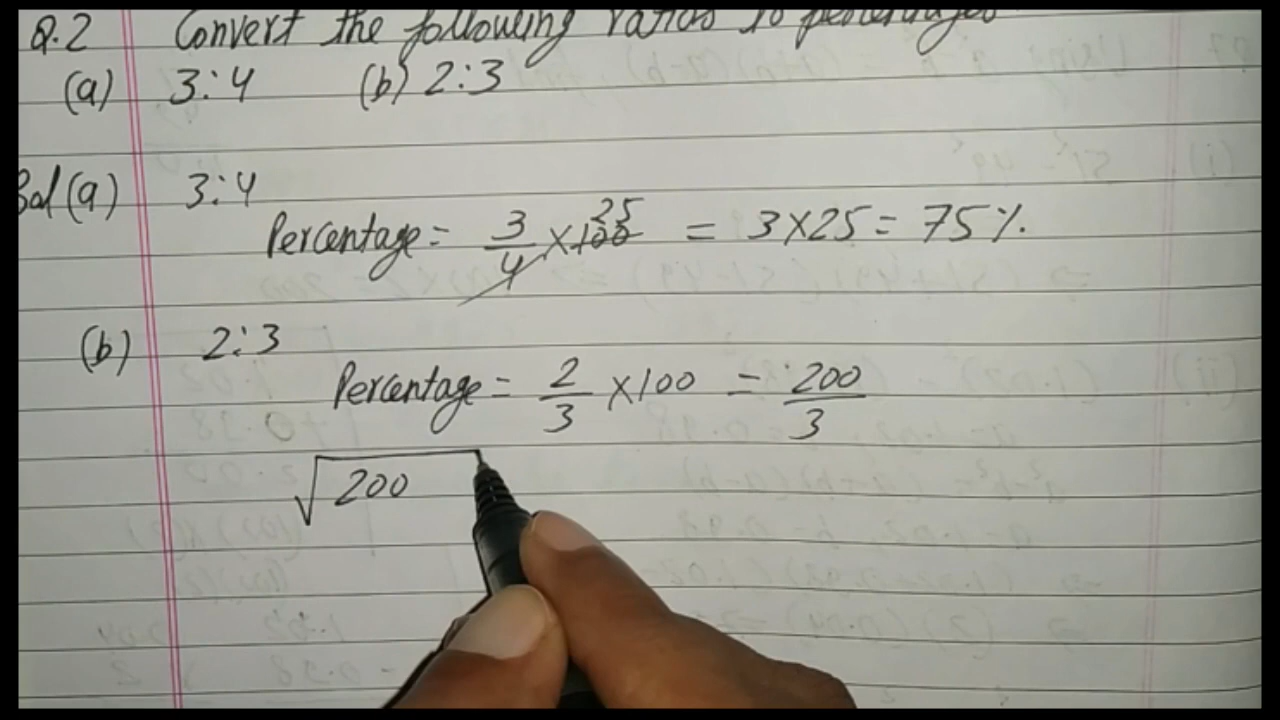 Q.2 Convert the following ratios to percentages
(a) 3:4 (b) 2:3
Sol (a) 3:4
Percentage = 3/4 × 100 25 = 3×25 = 75%.
(b) 2:3
Percentage = 2/3 ×100 = 200/3
√200